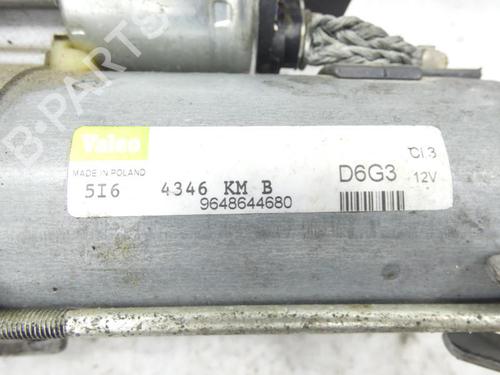 Valeo
MADE IN POLAND
5I6 4346 KM B
9648644680
D6G3
Cl.3
12V
B-PARTS